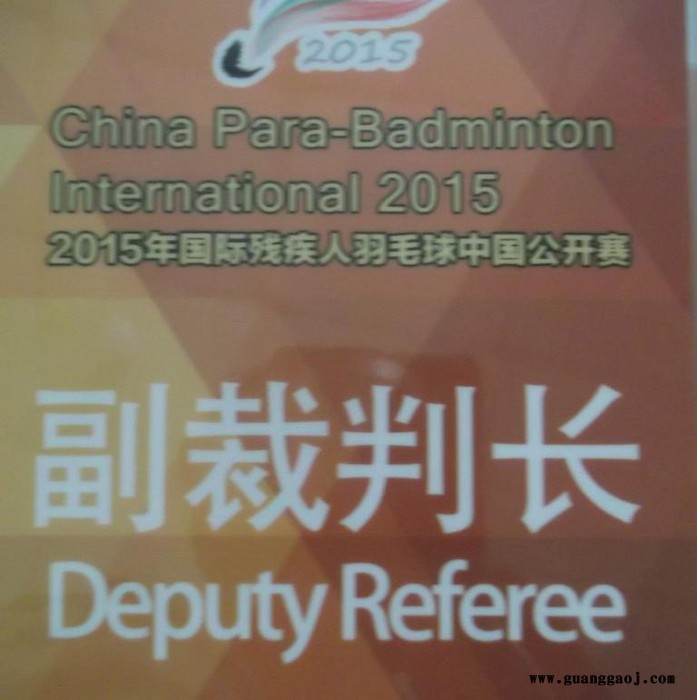 2015
China Para-Badminton
International 2015
2015年国际残疾人羽毛球中国公开赛
副裁判长
Deputy Referee
www.guanggaoj.com